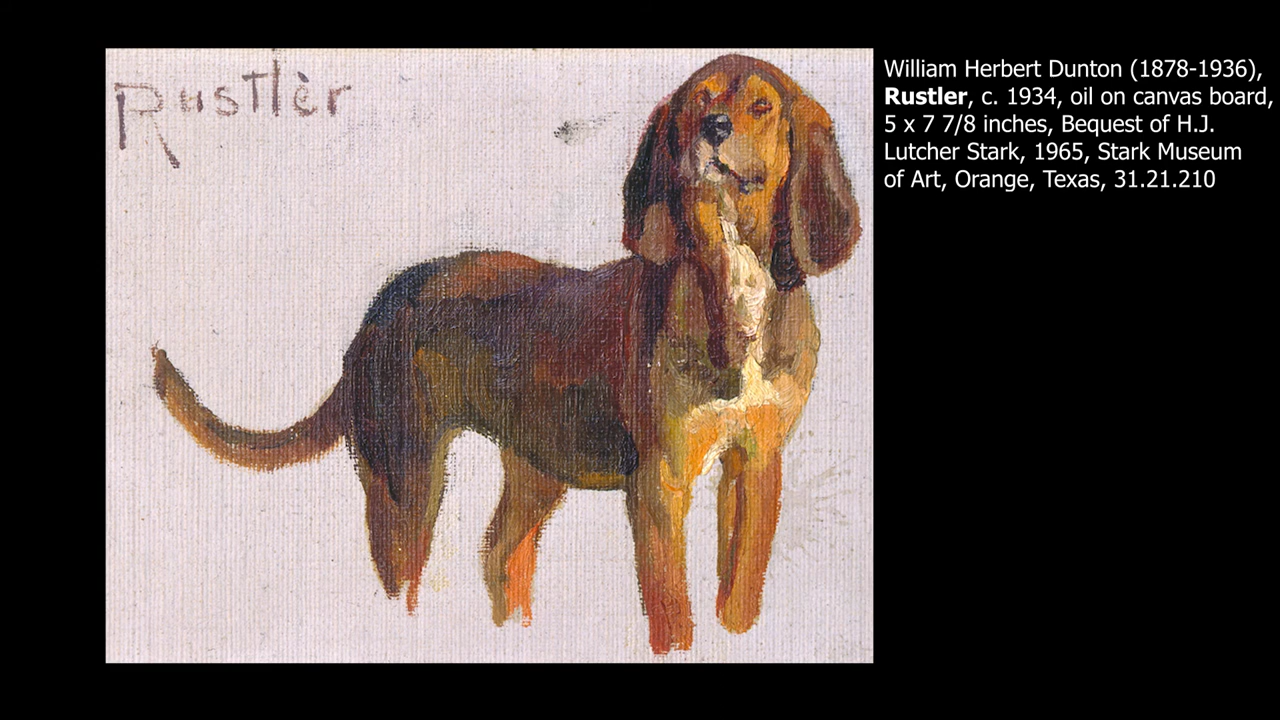 Rustlèr
William Herbert Dunton (1878-1936),
Rustler, c. 1934, oil on canvas board,
5 x 7 7/8 inches, Bequest of H.J.
Lutcher Stark, 1965, Stark Museum
of Art, Orange, Texas, 31.21.210